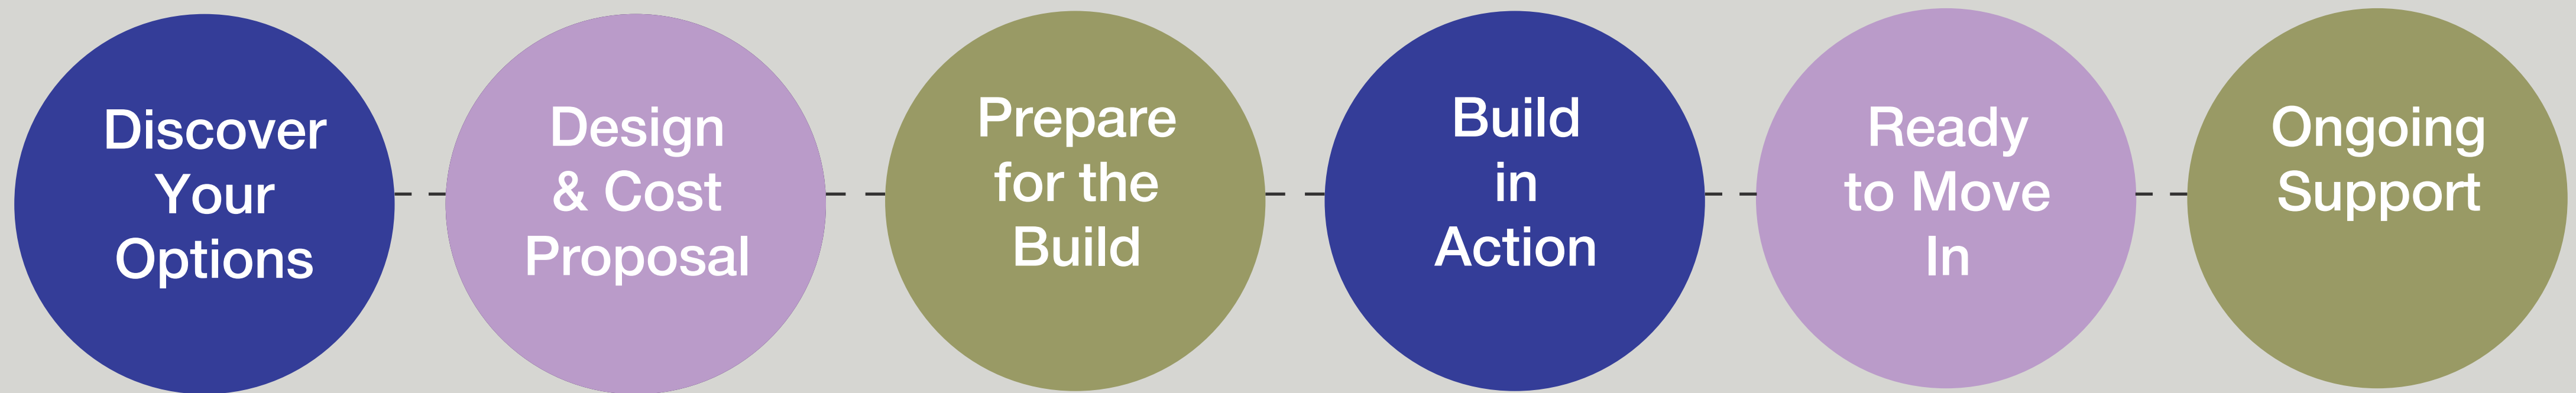 Discover
Your
Options
Design
& Cost
Proposal
Prepare
for the
Build
Build
in
Action
Ready
to Move
In
Ongoing
Support